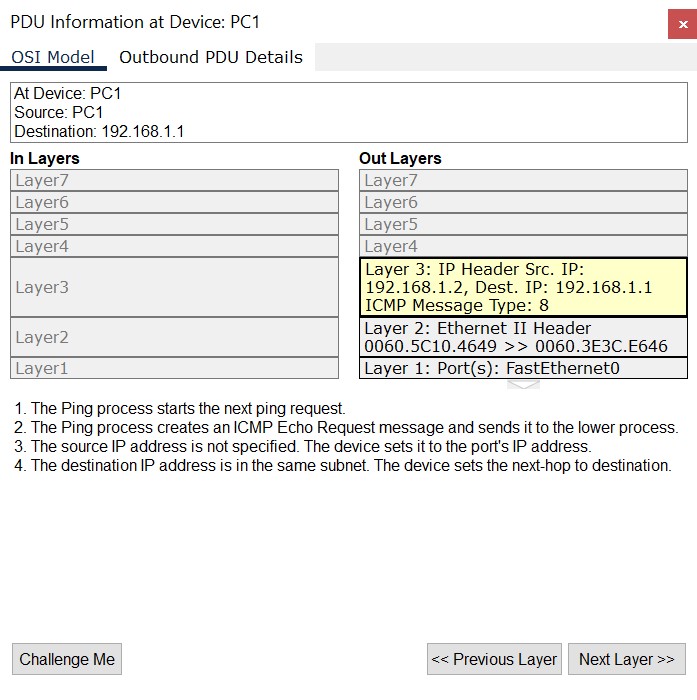 PDU Information at Device: PC1
x
OSI Model Outbound PDU Details
At Device: PC1
Source: PC1
Destination: 192.168.1.1
In Layers
Layer7
Layer6
Layer5
Layer4
Layer3
Layer2
Layer1
Out Layers
Layer7
Layer6
Layer5
Layer4
Layer 3: IP Header Src. IP:
192.168.1.2, Dest. IP: 192.168.1.1
ICMP Message Type: 8
Layer 2: Ethernet II Header
0060.5C10.4649 >> 0060.3E3C.E646
Layer 1: Port(s): FastEthernet0
1. The Ping process starts the next ping request.
2. The Ping process creates an ICMP Echo Request message and sends it to the lower process.
3. The source IP address is not specified. The device sets it to the port's IP address.
4. The destination IP address is in the same subnet. The device sets the next-hop to destination.
Challenge Me
<< Previous Layer
Next Layer >>